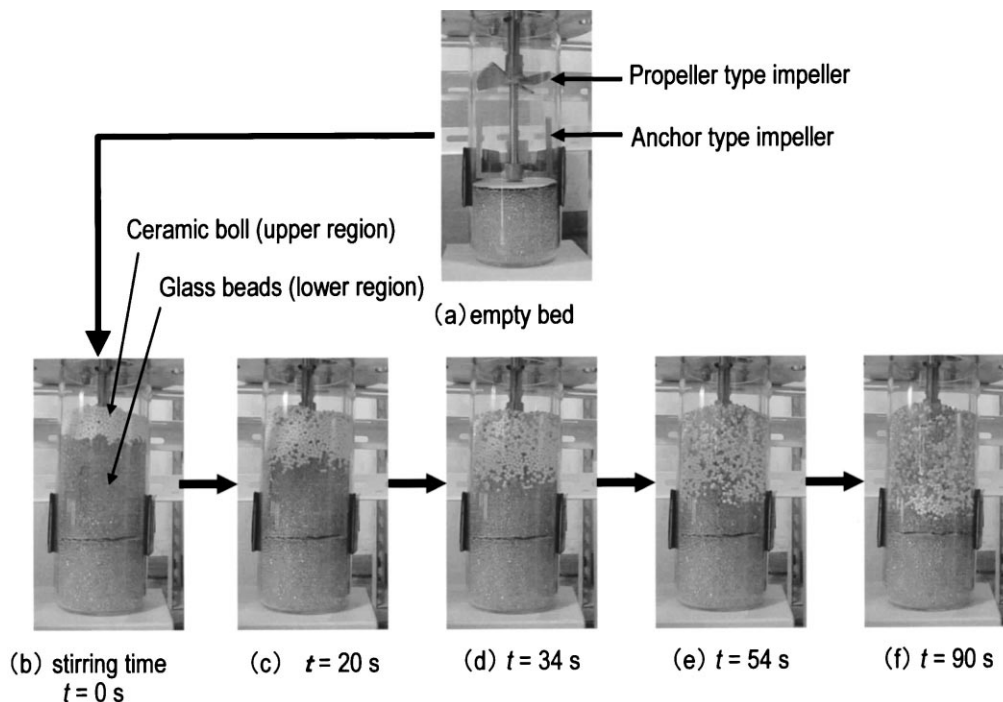 Propeller type impeller
Anchor type impeller
Ceramic boll (upper region)
Glass beads (lower region)
(a) empty bed
(b) stirring time
t = 0 s
(c) t = 20 s
(d) t = 34 s
(e) t = 54 s
(f) t = 90 s